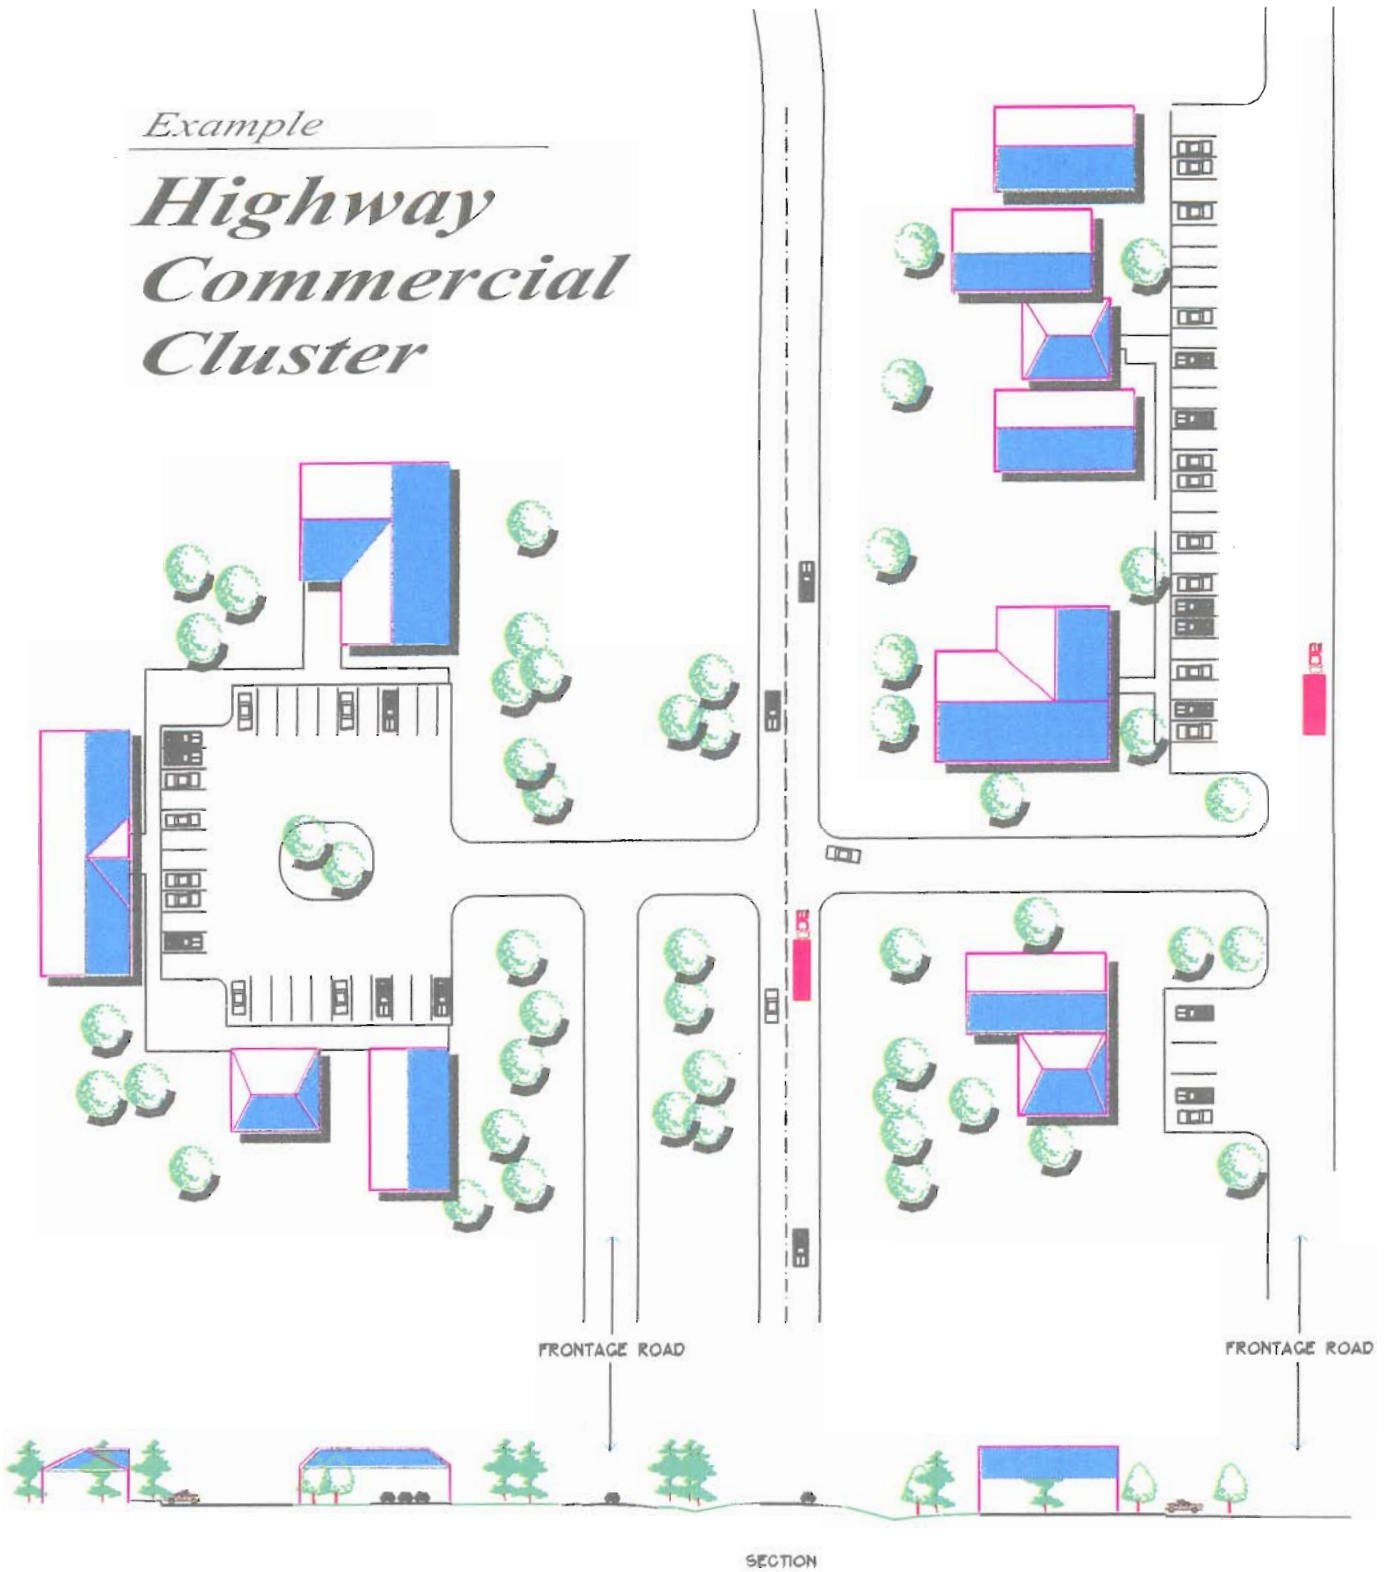 Example
Highway
Commercial
Cluster
FRONTAGE ROAD
FRONTAGE ROAD
SECTION